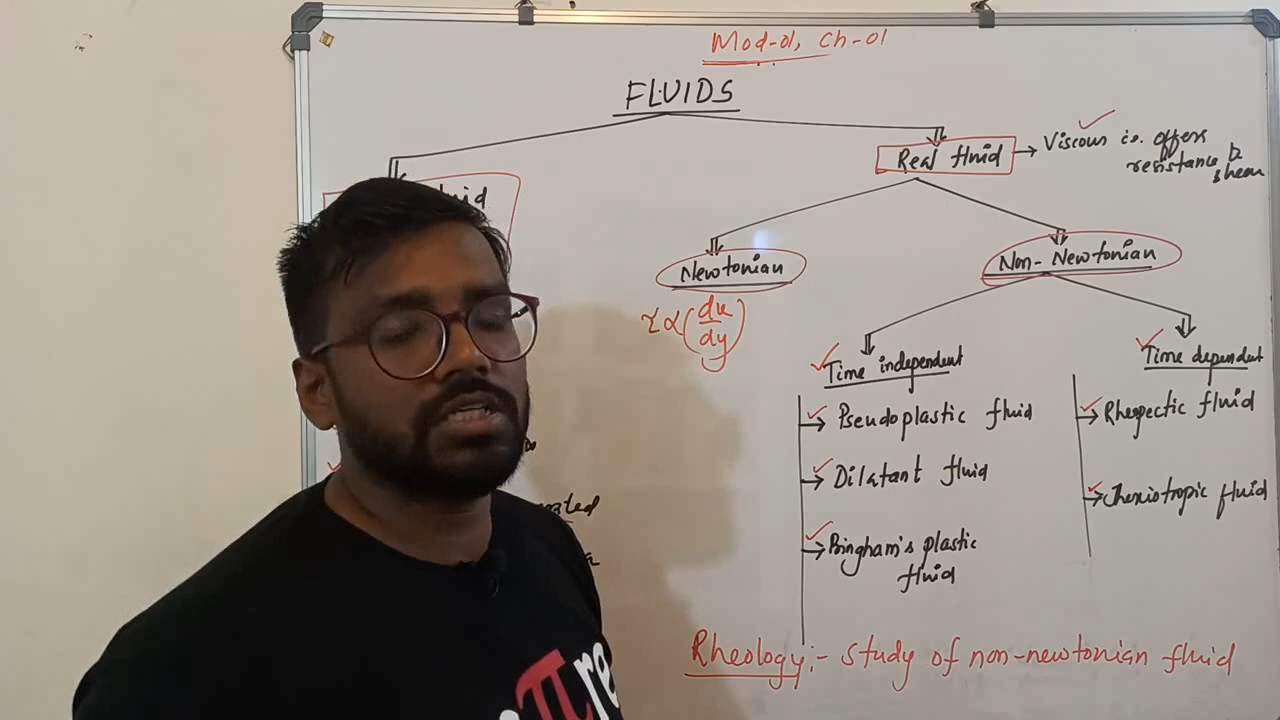 Mod-01, Ch-01
FLUIDS
Real fluid → Viscous i.e. offers
resistance to
shear
Newtonian
Non-Newtonian
τ ∝ (du/dy)
Time independent
Pseudoplastic fluid
Dilatant fluid
Bingham's plastic
fluid
Time dependent
Rheopectic fluid
Thexiotropic fluid
Rheology:- study of non-newtonian fluid
π